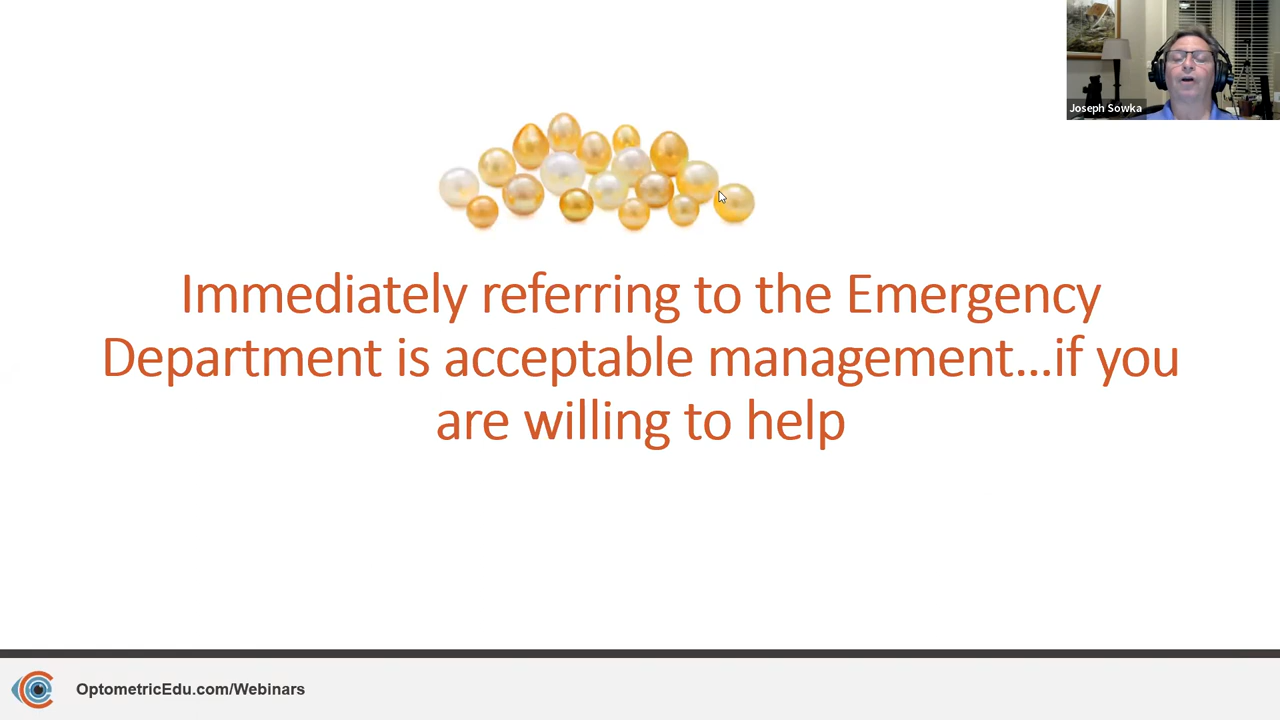 Joseph Sowka
Immediately referring to the Emergency
Department is acceptable management...if you
are willing to help
OptometricEdu.com/Webinars